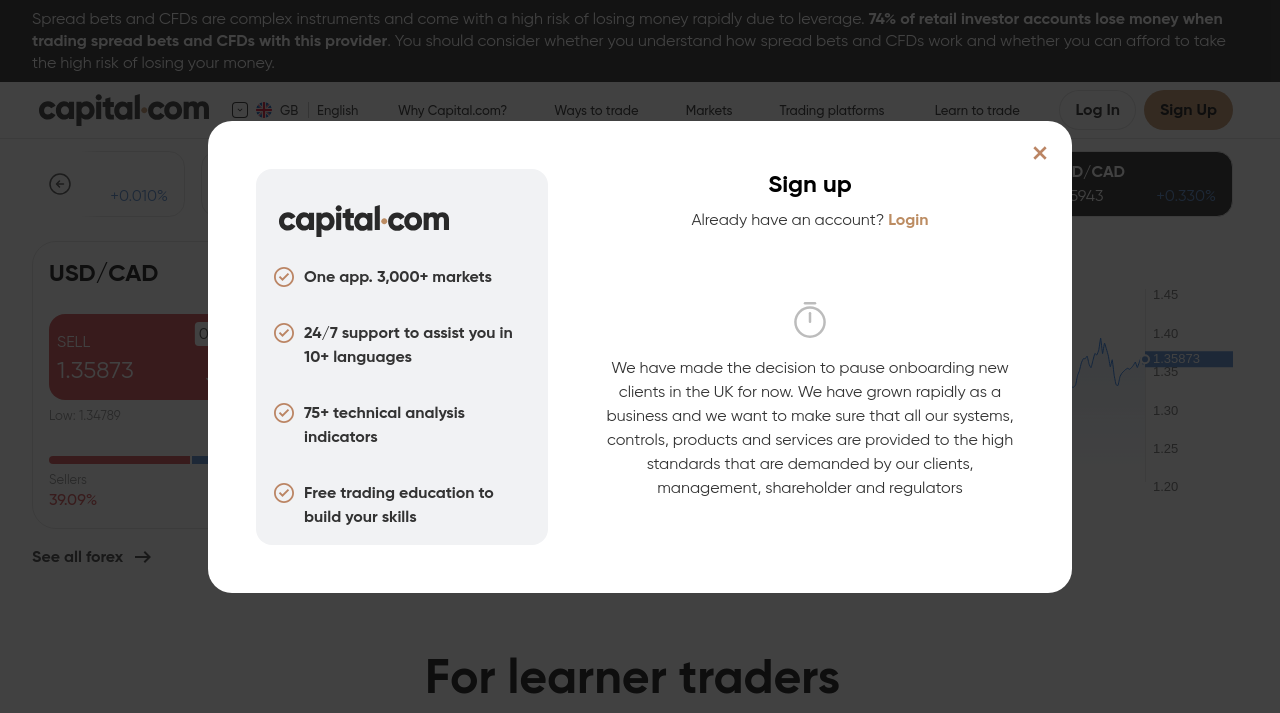 Spread bets and CFDs are complex instruments and come with a high risk of losing money rapidly due to leverage. 74% of retail investor accounts lose money when
trading spread bets and CFDs with this provider. You should consider whether you understand how spread bets and CFDs work and whether you can afford to take
the high risk of losing your money.
capital.com GB English Why Capital.com? Ways to trade Markets Trading platforms Learn to trade Log In Sign Up
+0.010%
D/CAD
5943 +0.330%
USD/CAD
SELL
1.35873
Low: 1.34789
Sellers
39.09%
See all forex
capital.com
One app. 3,000+ markets
24/7 support to assist you in
10+ languages
75+ technical analysis
indicators
Free trading education to
build your skills
Sign up
Already have an account? Login
We have made the decision to pause onboarding new
clients in the UK for now. We have grown rapidly as a
business and we want to make sure that all our systems,
controls, products and services are provided to the high
standards that are demanded by our clients,
management, shareholder and regulators
1.45
1.40
1.35873
1.35
1.30
1.25
1.20
For learner traders